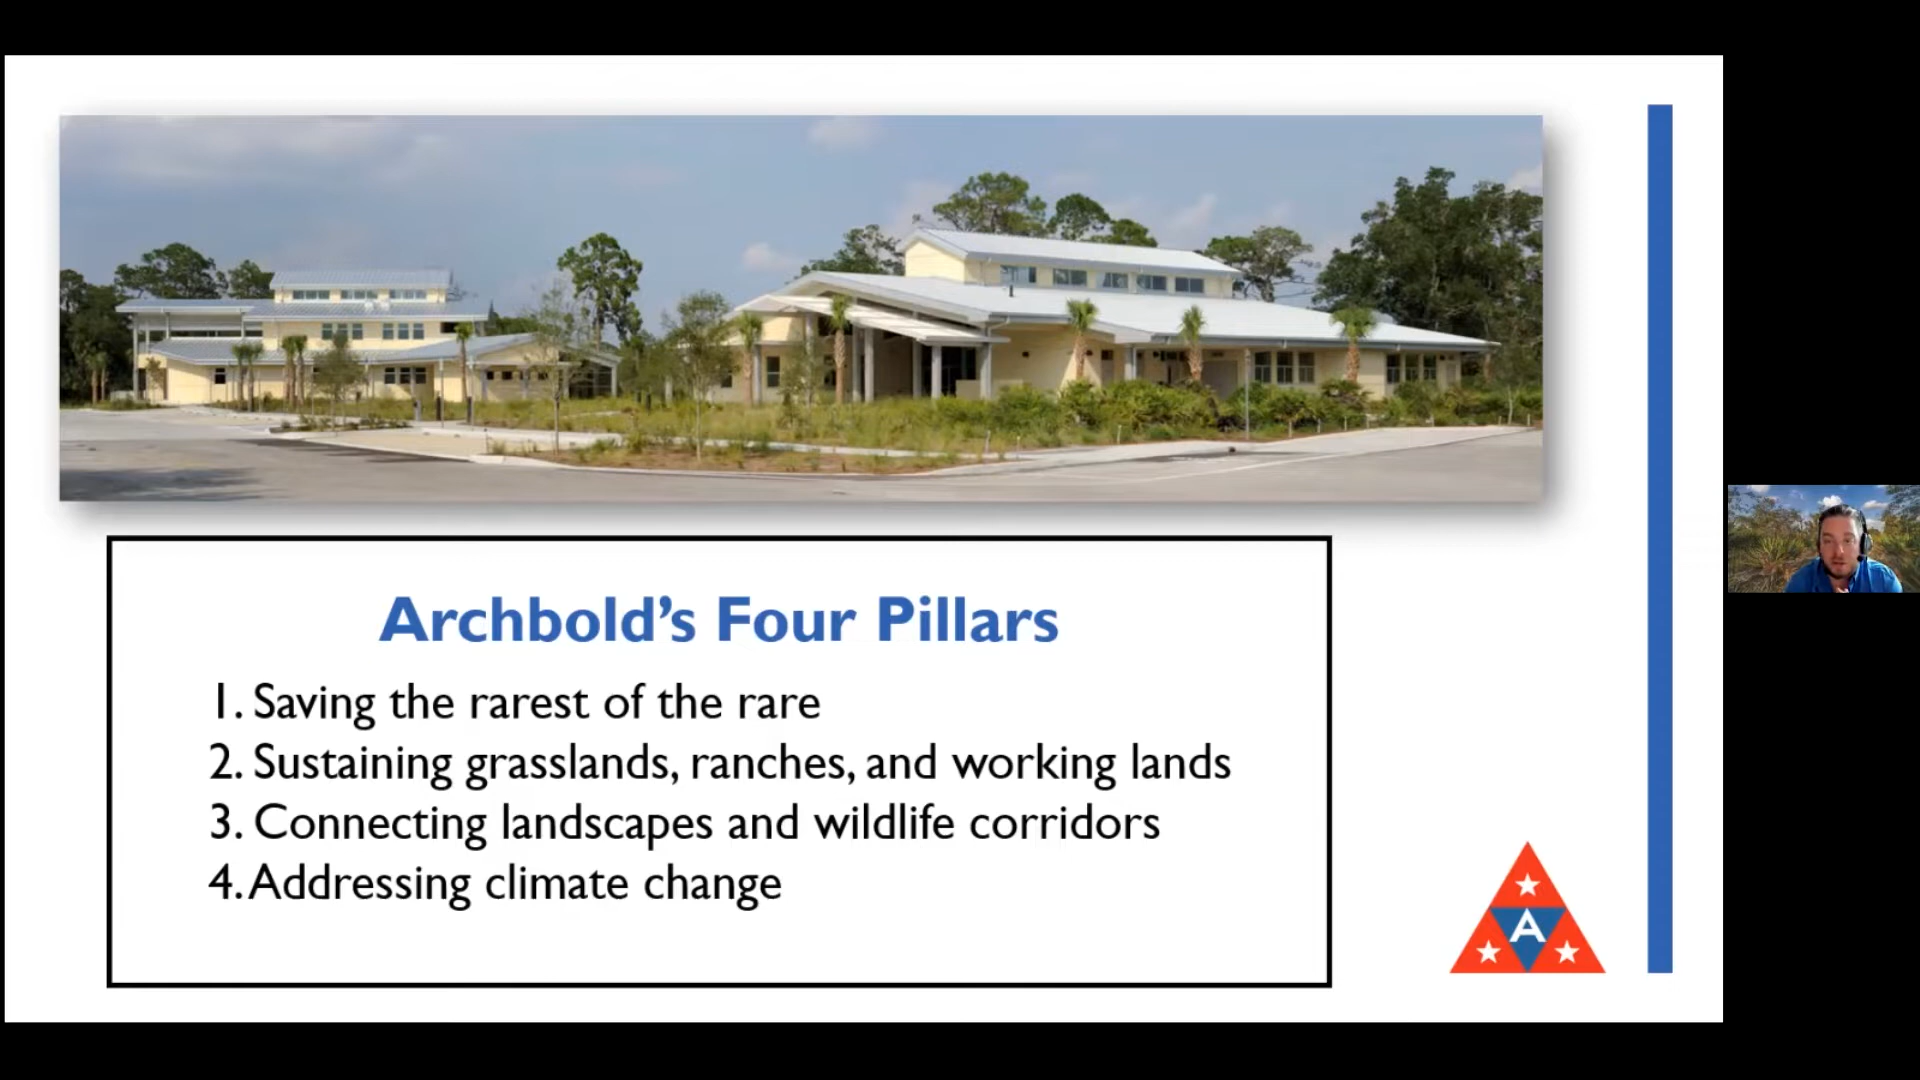 Archbold’s Four Pillars
1. Saving the rarest of the rare
2. Sustaining grasslands, ranches, and working lands
3. Connecting landscapes and wildlife corridors
4. Addressing climate change
A